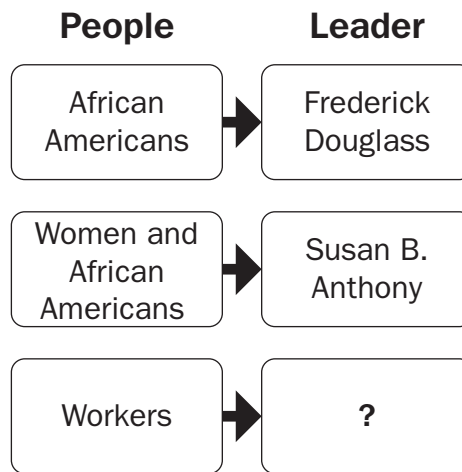 People
Leader
African
Americans
Frederick
Douglass
Women and
African
Americans
Susan B.
Anthony
Workers
?